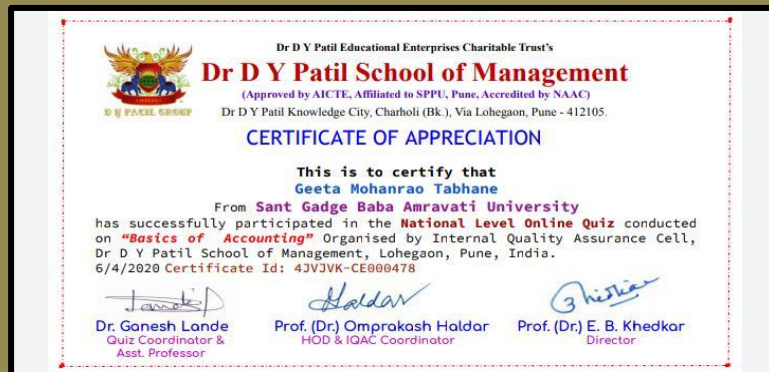 Dr D Y Patil Educational Enterprises Charitable Trust's
Dr D Y Patil School of Management
(Approved by AICTE, Affiliated to SPPU, Pune, Accredited by NAAC)
D Y PATIL GROUP
Dr D Y Patil Knowledge City, Charholi (Bk.), Via Lohegaon, Pune - 412105.
CERTIFICATE OF APPRECIATION
This is to certify that
Geeta Mohanrao Tabhane
From Sant Gadge Baba Amravati University
has successfully participated in the National Level Online Quiz conducted
on "Basics of Accounting" Organised by Internal Quality Assurance Cell,
Dr D Y Patil School of Management, Lohegaon, Pune, India.
6/4/2020 Certificate Id: 4JVJVK-CE000478
Haldar
Dr. Ganesh Lande
Quiz Coordinator &
Asst. Professor
Prof. (Dr.) Omprakash Haldar
HOD & IQAC Coordinator
Prof. (Dr.) E. B. Khedkar
Director